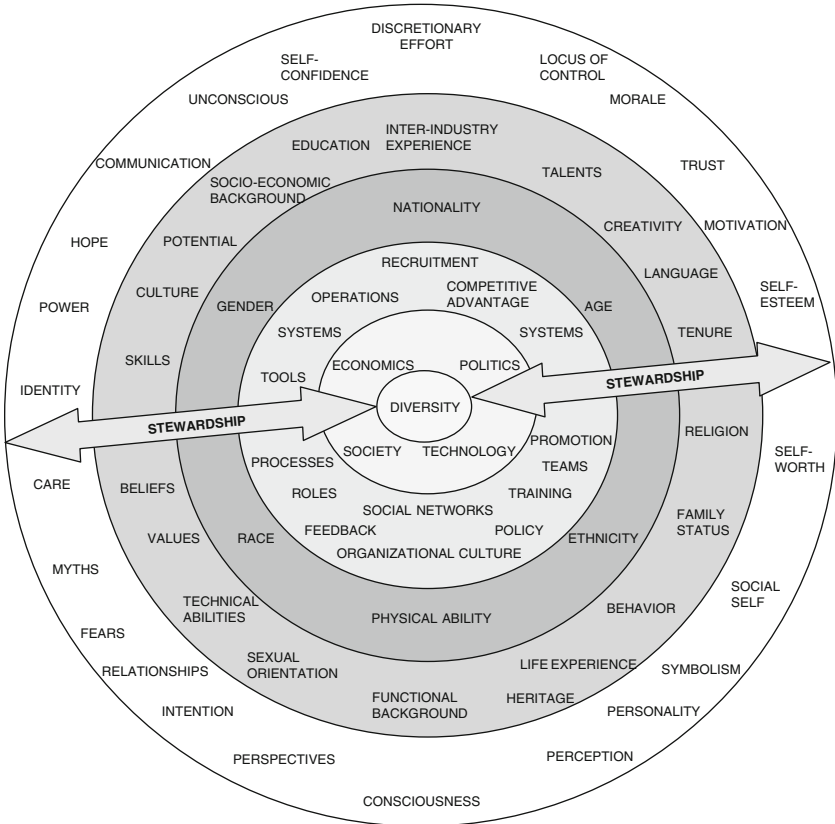 DISCRETIONARY
EFFORT
SELF-
CONFIDENCE
LOCUS OF
CONTROL
UNCONSCIOUS
MORALE
COMMUNICATION
TRUST
HOPE
MOTIVATION
POWER
SELF-
ESTEEM
IDENTITY
CARE
SELF-
WORTH
MYTHS
SOCIAL
SELF
FEARS
RELATIONSHIPS
SYMBOLISM
INTENTION
PERSONALITY
PERSPECTIVES
PERCEPTION
CONSCIOUSNESS
EDUCATION
INTER-INDUSTRY
EXPERIENCE
TALENTS
SOCIO-ECONOMIC
BACKGROUND
POTENTIAL
CREATIVITY
CULTURE
LANGUAGE
SKILLS
TENURE
RELIGION
BELIEFS
VALUES
FAMILY
STATUS
TECHNICAL
ABILITIES
BEHAVIOR
SEXUAL
ORIENTATION
LIFE EXPERIENCE
FUNCTIONAL
BACKGROUND
HERITAGE
NATIONALITY
GENDER
AGE
RACE
ETHNICITY
PHYSICAL ABILITY
RECRUITMENT
OPERATIONS
COMPETITIVE
ADVANTAGE
SYSTEMS
SYSTEMS
TOOLS
PROMOTION
PROCESSES
TEAMS
ROLES
TRAINING
SOCIAL NETWORKS
FEEDBACK
POLICY
ORGANIZATIONAL CULTURE
ECONOMICS
POLITICS
SOCIETY
TECHNOLOGY
DIVERSITY
STEWARDSHIP
STEWARDSHIP